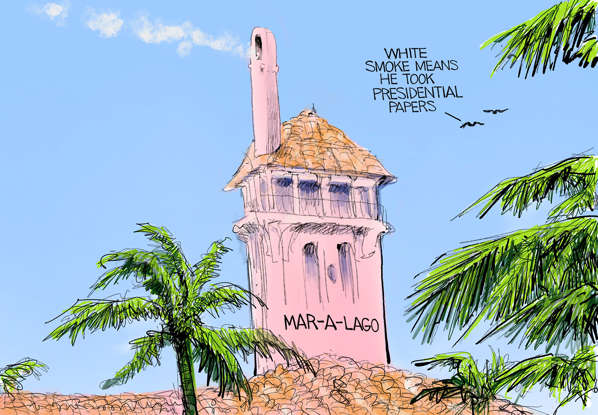 WHITE
SMOKE MEANS
HE TOOK
PRESIDENTIAL
PAPERS
MAR-A-LAGO